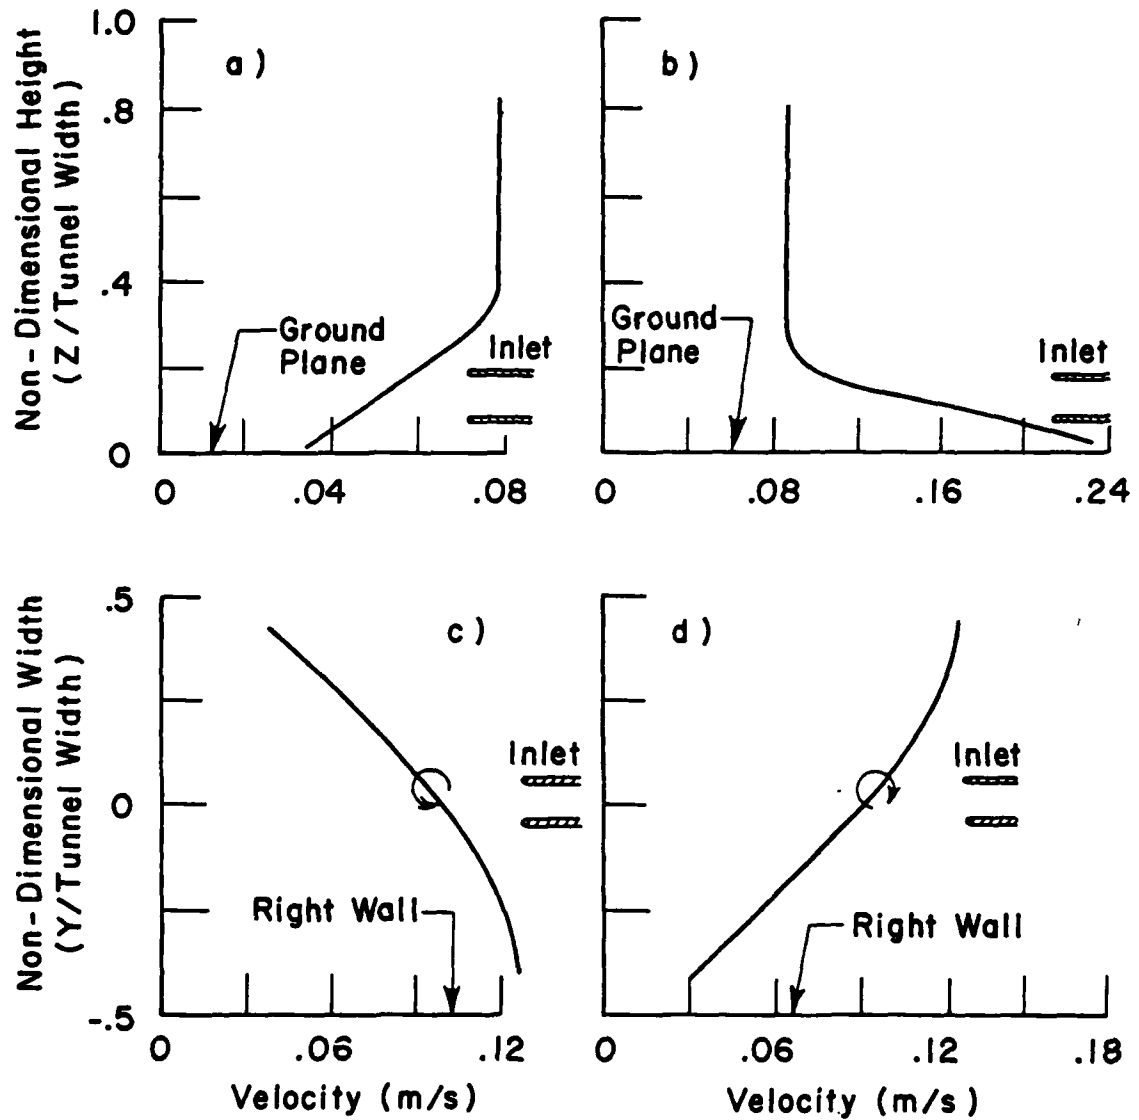 Non-Dimensional Height
(Z/Tunnel Width)
1.0
.8
.4
0
a)
Ground
Plane
Inlet
0
.04
.08
b)
Ground
Plane
Inlet
0
.08
.16
.24
Non-Dimensional Width
(Y/Tunnel Width)
.5
0
-.5
c)
Inlet
Right Wall
0
.06
.12
Velocity (m/s)
d)
Inlet
Right Wall
0
.06
.12
.18
Velocity (m/s)